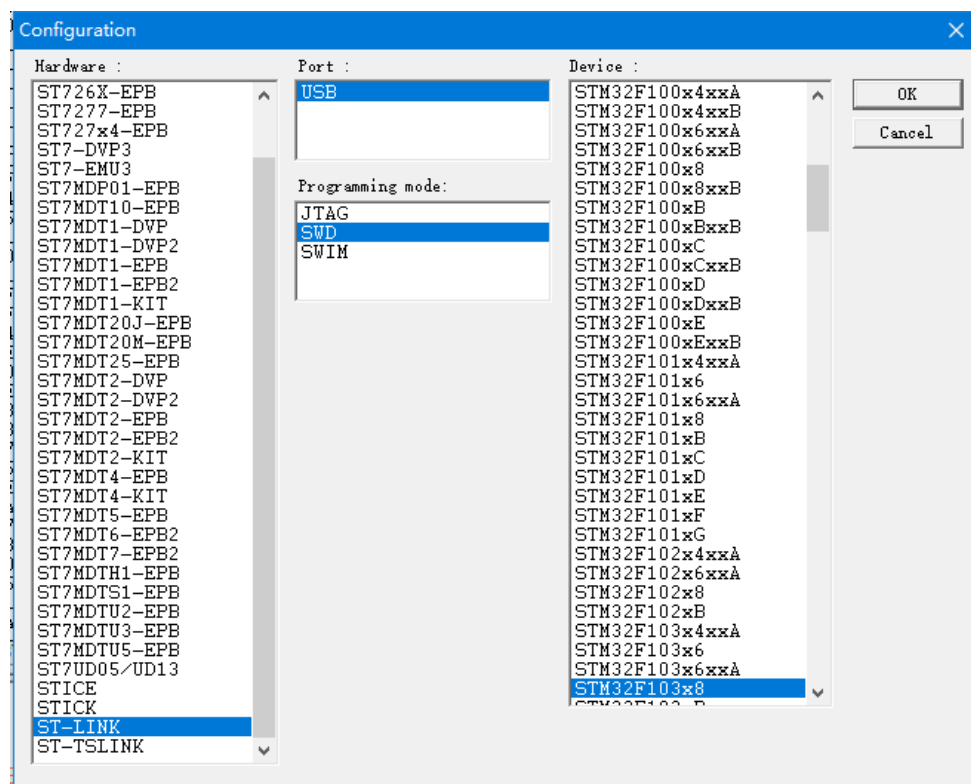 Configuration
Hardware :
ST726X-EPB
ST7277-EPB
ST727x4-EPB
ST7-DVP3
ST7-EMU3
ST7MDP01-EPB
ST7MDT10-EPB
ST7MDT1-DVP
ST7MDT1-DVP2
ST7MDT1-EPB
ST7MDT1-EPB2
ST7MDT1-KIT
ST7MDT20J-EPB
ST7MDT20M-EPB
ST7MDT25-EPB
ST7MDT2-DVP
ST7MDT2-DVP2
ST7MDT2-EPB
ST7MDT2-EPB2
ST7MDT2-KIT
ST7MDT4-EPB
ST7MDT4-KIT
ST7MDT5-EPB
ST7MDT6-EPB2
ST7MDT7-EPB2
ST7MDTH1-EPB
ST7MDTS1-EPB
ST7MDTU2-EPB
ST7MDTU3-EPB
ST7MDTU5-EPB
ST7UD05/UD13
STICE
STICK
ST-LINK
ST-TSLINK
Port :
USB
Programming mode:
JTAG
SWD
SWIM
Device :
STM32F100x4xxA
STM32F100x4xxB
STM32F100x6xxA
STM32F100x6xxB
STM32F100x8
STM32F100x8xxB
STM32F100xB
STM32F100xBxxB
STM32F100xC
STM32F100xCxxB
STM32F100xD
STM32F100xDxxB
STM32F100xE
STM32F100xExxB
STM32F101x4xxA
STM32F101x6
STM32F101x6xxA
STM32F101x8
STM32F101xB
STM32F101xC
STM32F101xD
STM32F101xE
STM32F101xF
STM32F101xG
STM32F102x4xxA
STM32F102x6xxA
STM32F102x8
STM32F102xB
STM32F103x4xxA
STM32F103x6
STM32F103x6xxA
STM32F103x8
OK
Cancel